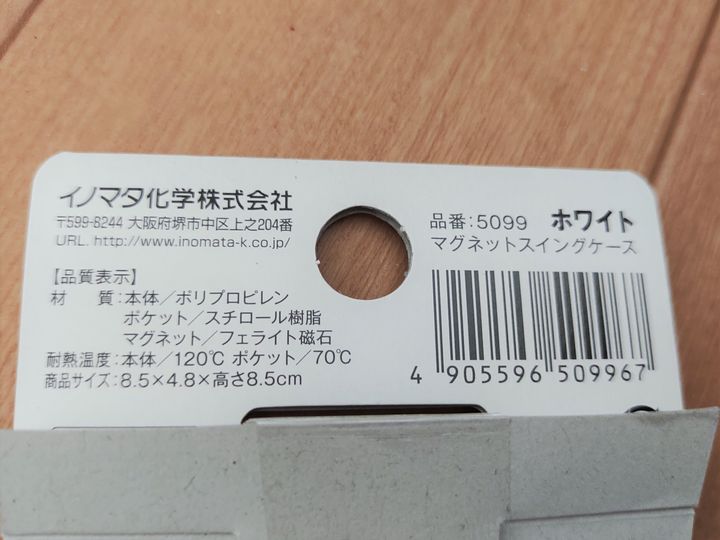 イノマタ化学株式会社
〒599-8244 大阪府堺市中区上之204番
URL. http://www.inomata-k.co.jp/
【品質表示】
材　質：本体／ポリプロピレン
ポケット／スチロール樹脂
マグネット／フェライト磁石
耐熱温度：本体／120℃ ポケット／70℃
商品サイズ：8.5×4.8×高さ8.5cm
品番：5099 ホワイト
マグネットスイングケース
4 905596 509967